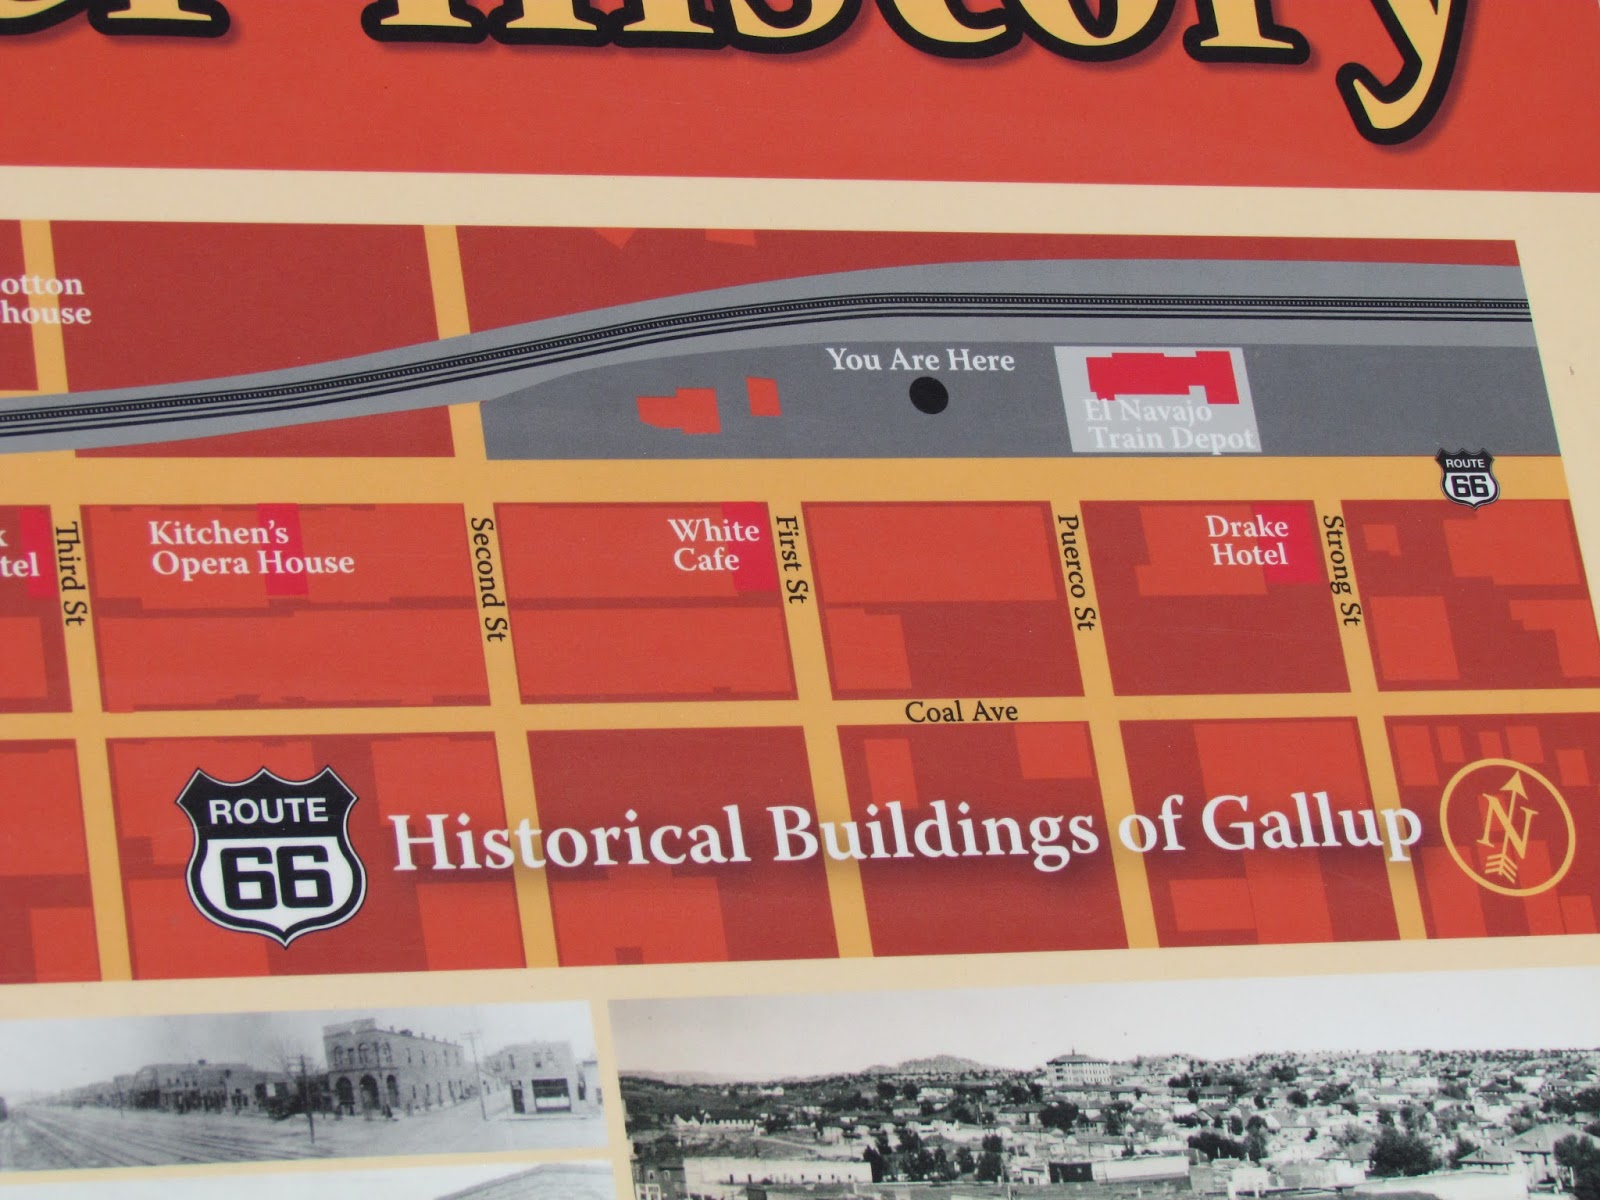 History
otton
house
You Are Here
El Navajo
Train Depot
ROUTE
66
tel
Third St
Kitchen's
Opera House
Second St
White
Cafe
First St
Puerco St
Drake
Hotel
Strong St
Coal Ave
ROUTE
66
Historical Buildings of Gallup
N